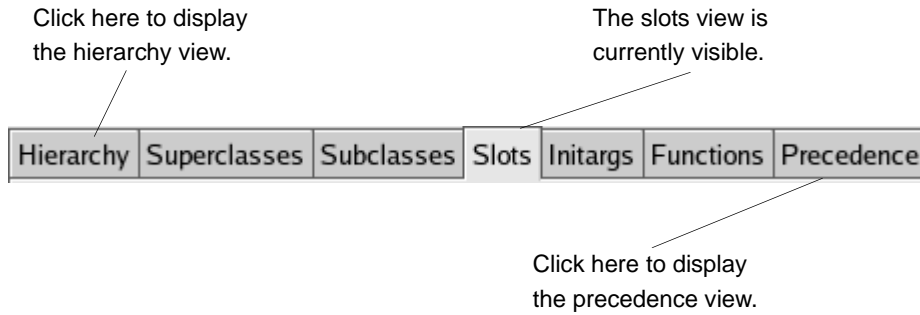 Click here to display
the hierarchy view.
The slots view is
currently visible.
Hierarchy Superclasses Subclasses Slots Initargs Functions Precedence
Click here to display
the precedence view.